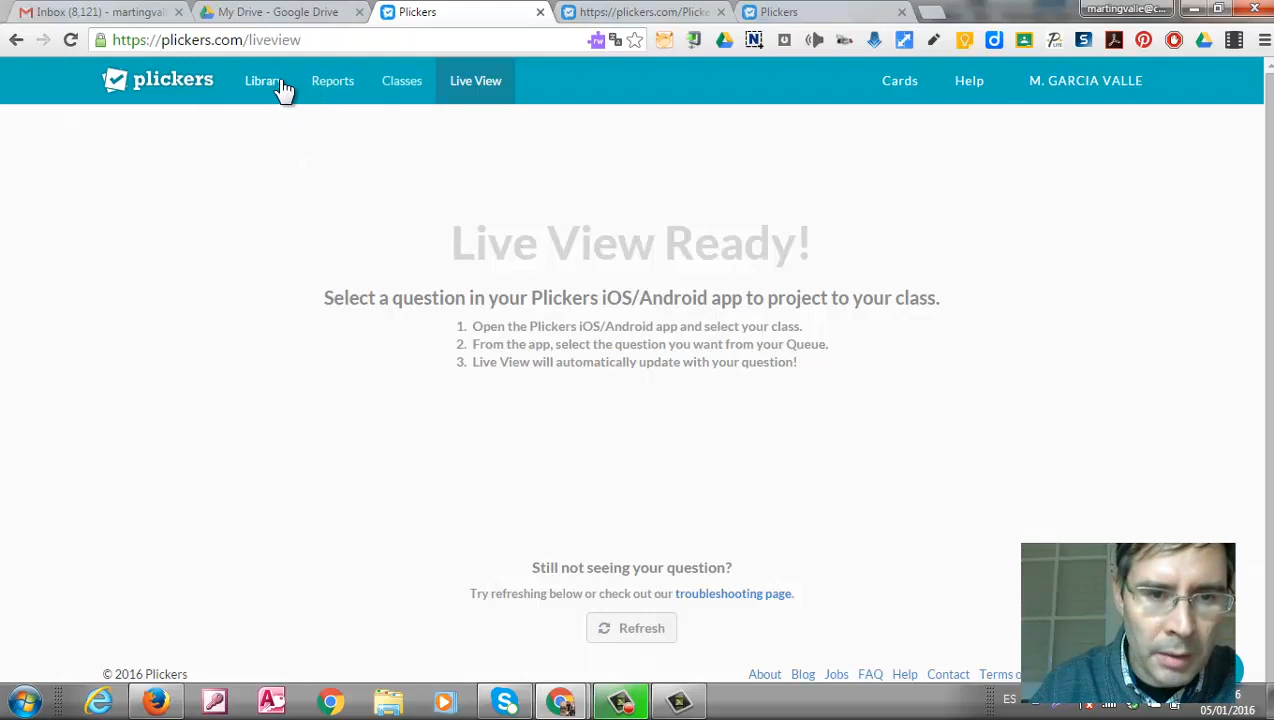 Inbox (8,121) - martingval
My Drive - Google Drive
Plickers
https://plickers.com/Plicke
Plickers
martingvalle@c...
https://plickers.com/liveview
plickers
Library
Reports
Classes
Live View
Cards
Help
M. GARCIA VALLE
Live View Ready!
Select a question in your Plickers iOS/Android app to project to your class.
1. Open the Plickers iOS/Android app and select your class.
2. From the app, select the question you want from your Queue.
3. Live View will automatically update with your question!
Still not seeing your question?
Try refreshing below or check out our troubleshooting page.
Refresh
© 2016 Plickers
About
Blog
Jobs
FAQ
Help
Contact
Terms o
ES
05/01/2016